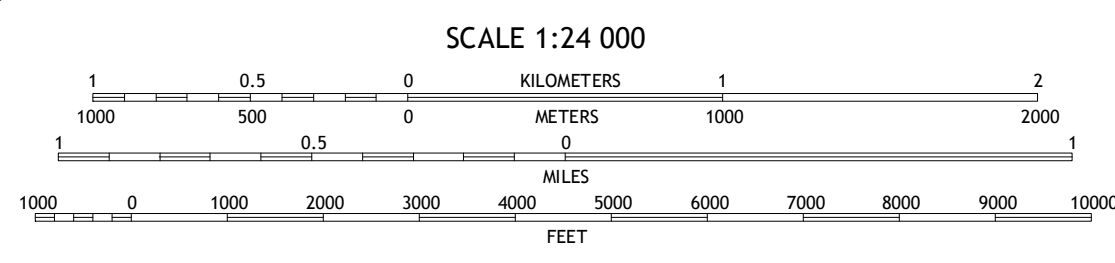 SCALE 1:24 000
1 0.5 0 KILOMETERS 1 2
1000 500 0 METERS 1000 2000
1 0.5 0 1
MILES
1000 0 1000 2000 3000 4000 5000 6000 7000 8000 9000 10000
FEET